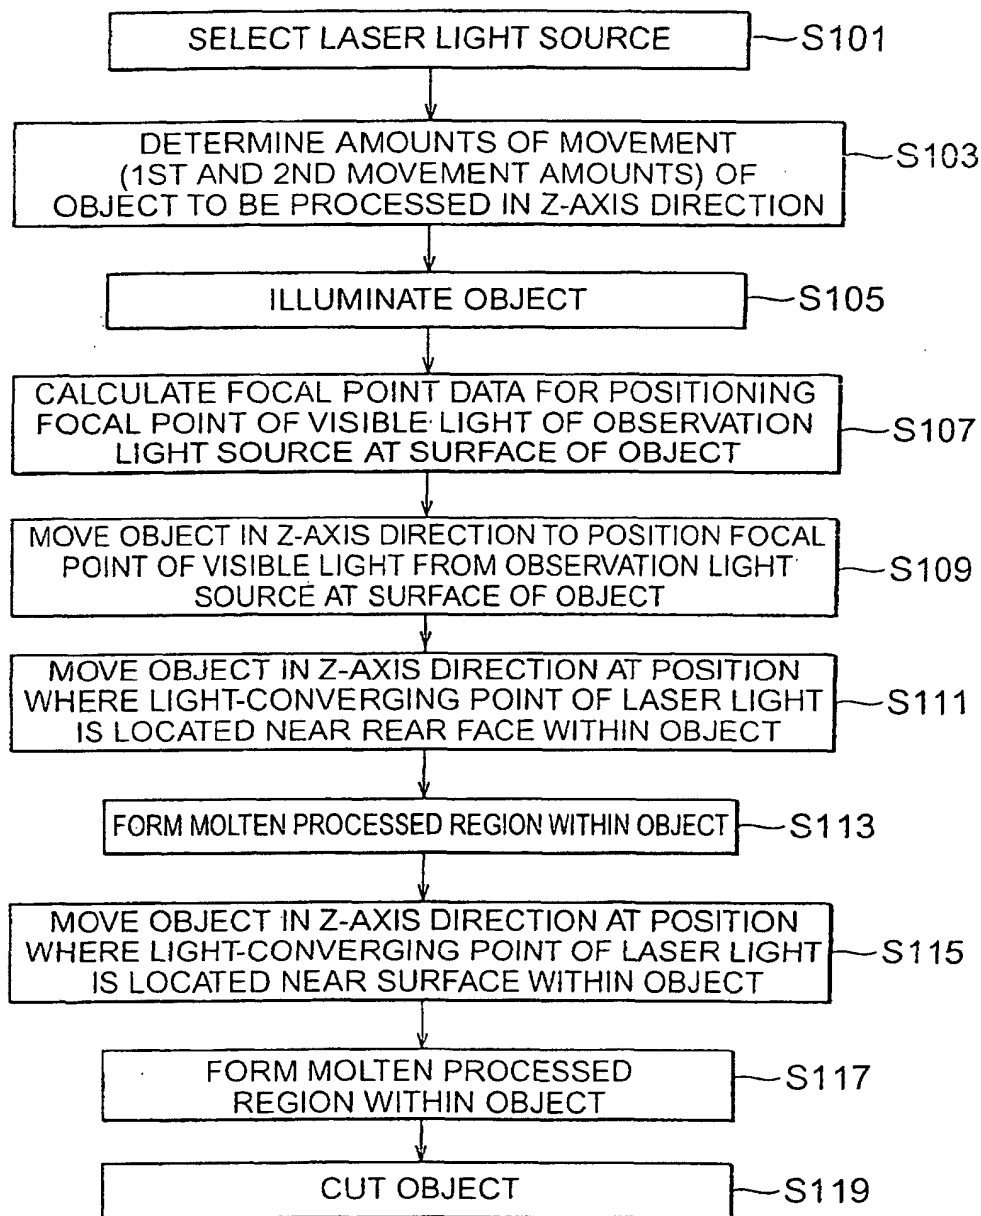 SELECT LASER LIGHT SOURCE
S101
DETERMINE AMOUNTS OF MOVEMENT
(1ST AND 2ND MOVEMENT AMOUNTS) OF
OBJECT TO BE PROCESSED IN Z-AXIS DIRECTION
S103
ILLUMINATE OBJECT
S105
CALCULATE FOCAL POINT DATA FOR POSITIONING
FOCAL POINT OF VISIBLE LIGHT OF OBSERVATION
LIGHT SOURCE AT SURFACE OF OBJECT
S107
MOVE OBJECT IN Z-AXIS DIRECTION TO POSITION FOCAL
POINT OF VISIBLE LIGHT FROM OBSERVATION LIGHT
SOURCE AT SURFACE OF OBJECT
S109
MOVE OBJECT IN Z-AXIS DIRECTION AT POSITION
WHERE LIGHT-CONVERGING POINT OF LASER LIGHT
IS LOCATED NEAR REAR FACE WITHIN OBJECT
S111
FORM MOLTEN PROCESSED REGION WITHIN OBJECT
S113
MOVE OBJECT IN Z-AXIS DIRECTION AT POSITION
WHERE LIGHT-CONVERGING POINT OF LASER LIGHT
IS LOCATED NEAR SURFACE WITHIN OBJECT
S115
FORM MOLTEN PROCESSED
REGION WITHIN OBJECT
S117
CUT OBJECT
S119